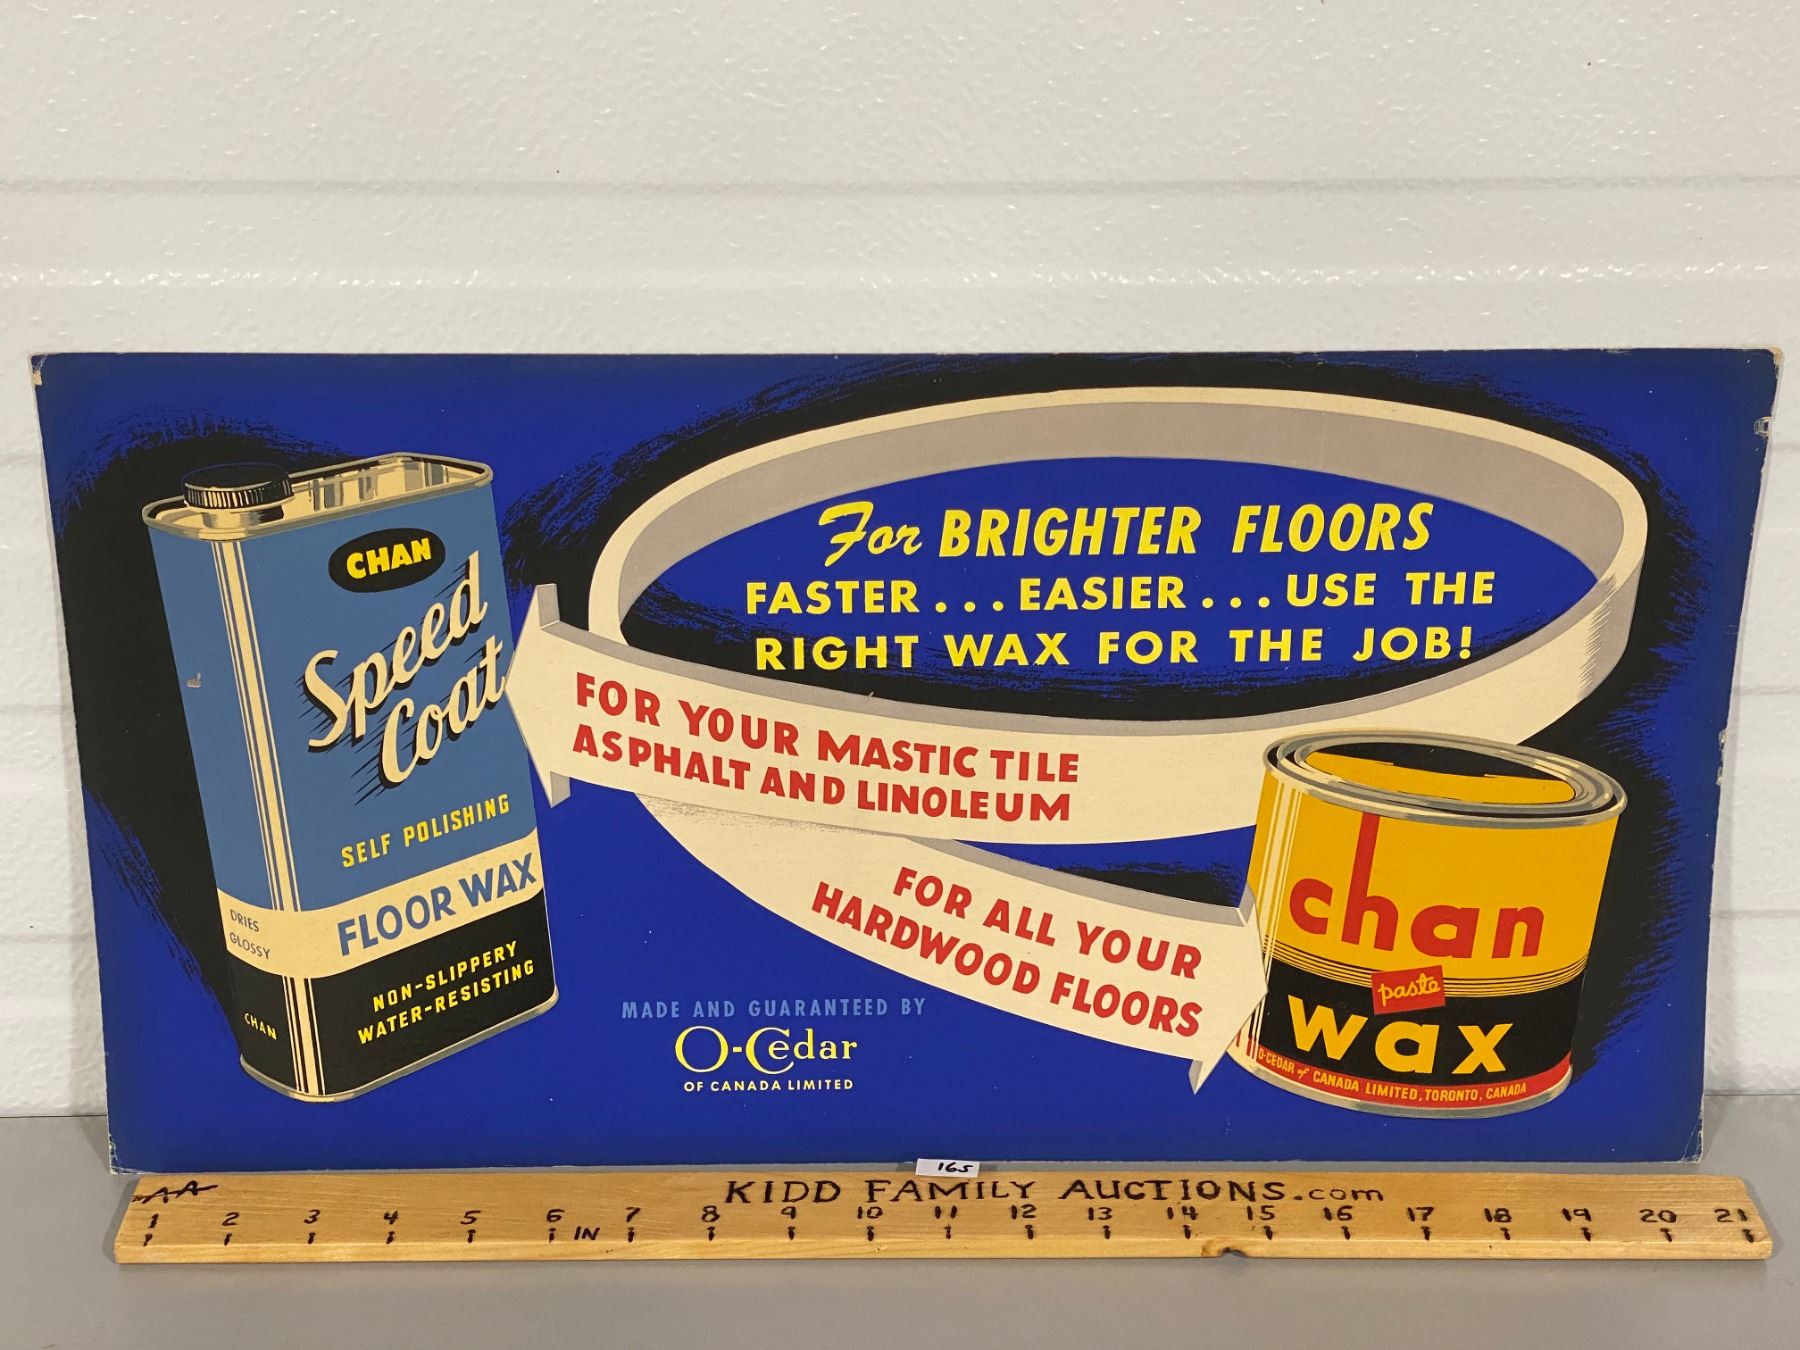 CHAN
Speed
Coat
SELF POLISHING
FLOOR WAX
DRIES
GLOSSY
NON-SLIPPERY
WATER-RESISTING
CHAN
For BRIGHTER FLOORS
FASTER...EASIER...USE THE
RIGHT WAX FOR THE JOB!
FOR YOUR MASTIC TILE
ASPHALT AND LINOLEUM
FOR ALL YOUR
HARDWOOD FLOORS
MADE AND GUARANTEED BY
O-Cedar
OF CANADA LIMITED
chan
paste
wax
O-CEDAR of CANADA LIMITED, TORONTO, CANADA
165
AA
KIDD FAMILY AUCTIONS.com
1 2 3 4 5 6 IN 7 8 9 10 11 12 13 14 15 16 17 18 19 20 21